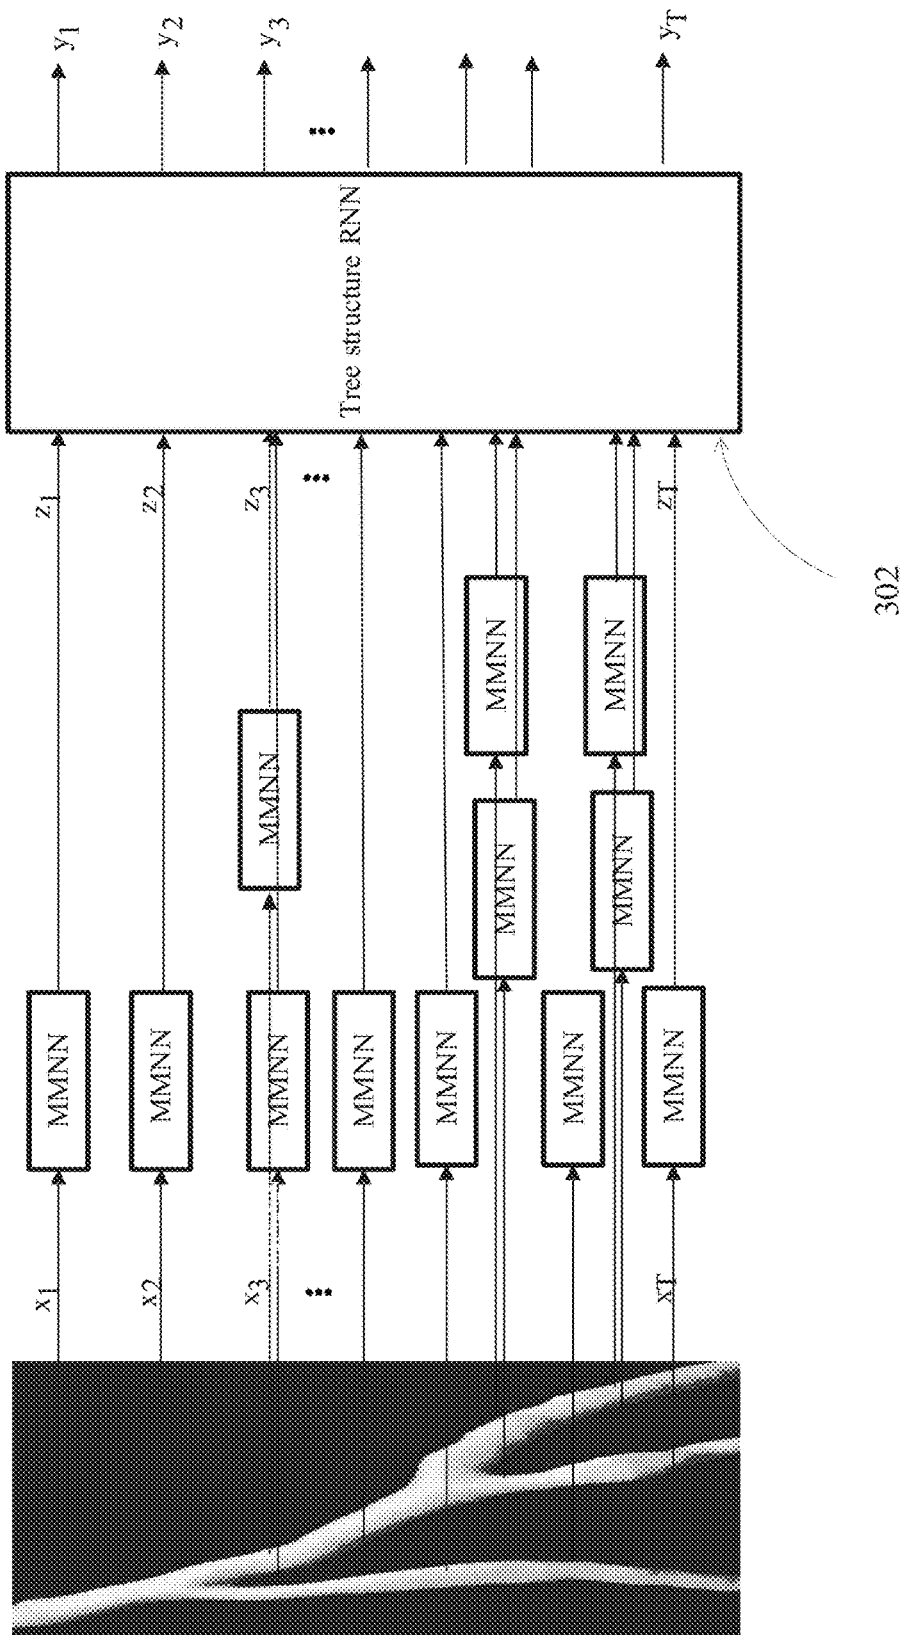 x1
x2
x3
...
xT
MMNN
MMNN
MMNN
MMNN
MMNN
MMNN
MMNN
MMNN
MMNN
MMNN
MMNN
MMNN
z1
z2
z3
...
zT
Tree structure RNN
302
y1
y2
y3
...
yT